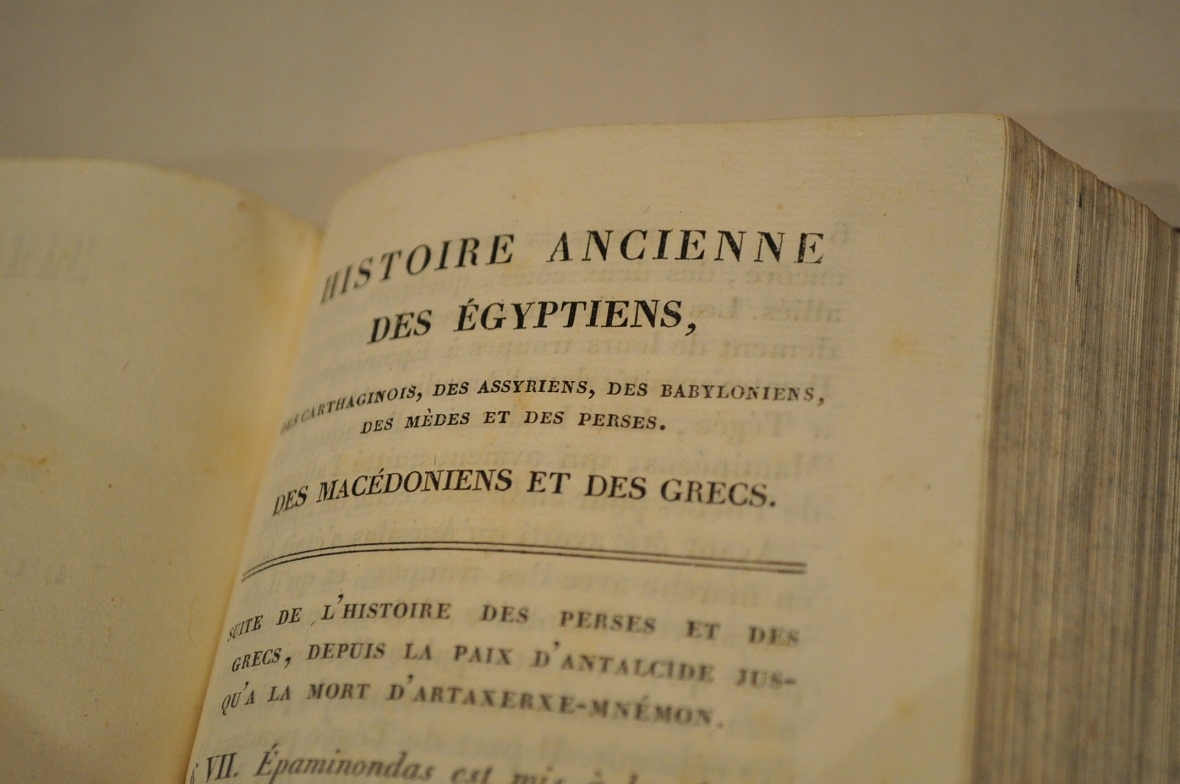 HISTOIRE ANCIENNE
DES ÉGYPTIENS,
DES CARTHAGINOIS, DES ASSYRIENS, DES BABYLONIENS,
DES MÈDES ET DES PERSES.
DES MACÉDONIENS ET DES GRECS.
SUITE DE L'HISTOIRE DES PERSES ET DES
GRECS, DEPUIS LA PAIX D'ANTALCIDE JUS-
QU'A LA MORT D'ARTAXERXE-MNÉMON.
§ VII. Épaminondas est mis à